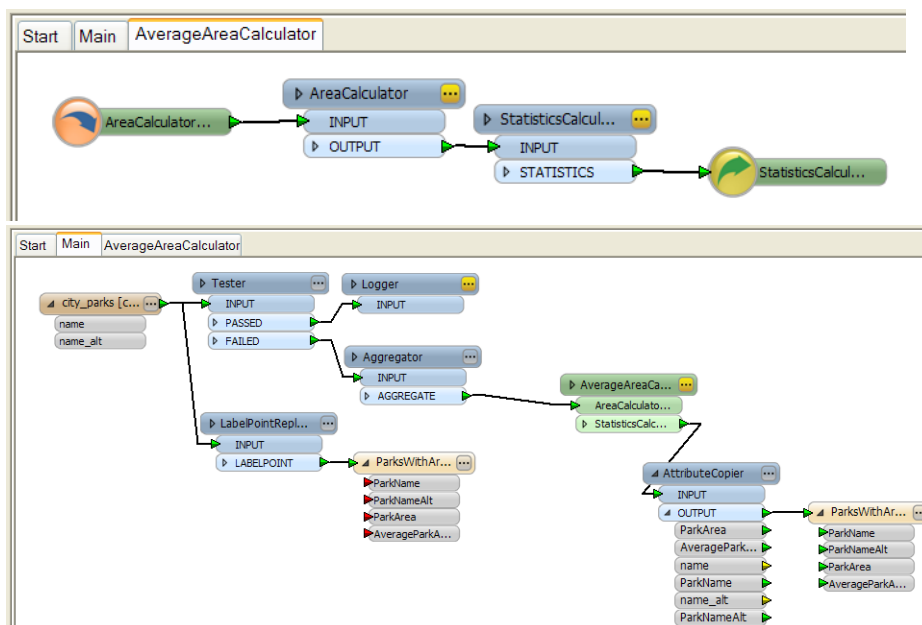 Start Main AverageAreaCalculator
AreaCalculator
AreaCalculator... INPUT StatisticsCalcul...
OUTPUT INPUT
STATISTICS StatisticsCalcul...
Start Main AverageAreaCalculator
Tester Logger
city_parks [c... INPUT INPUT
name PASSED
name_alt FAILED Aggregator
INPUT AverageAreaCa...
AGGREGATE AreaCalculato...
LabelPointRepl... StatisticsCalc...
INPUT
LABELPOINT ParksWithAr... AttributeCopier
ParkName INPUT
ParkNameAlt OUTPUT ParksWithAr...
ParkArea ParkArea ParkName
AverageParkA... AveragePark... ParkNameAlt
name ParkArea
ParkName AverageParkA...
name_alt
ParkNameAlt